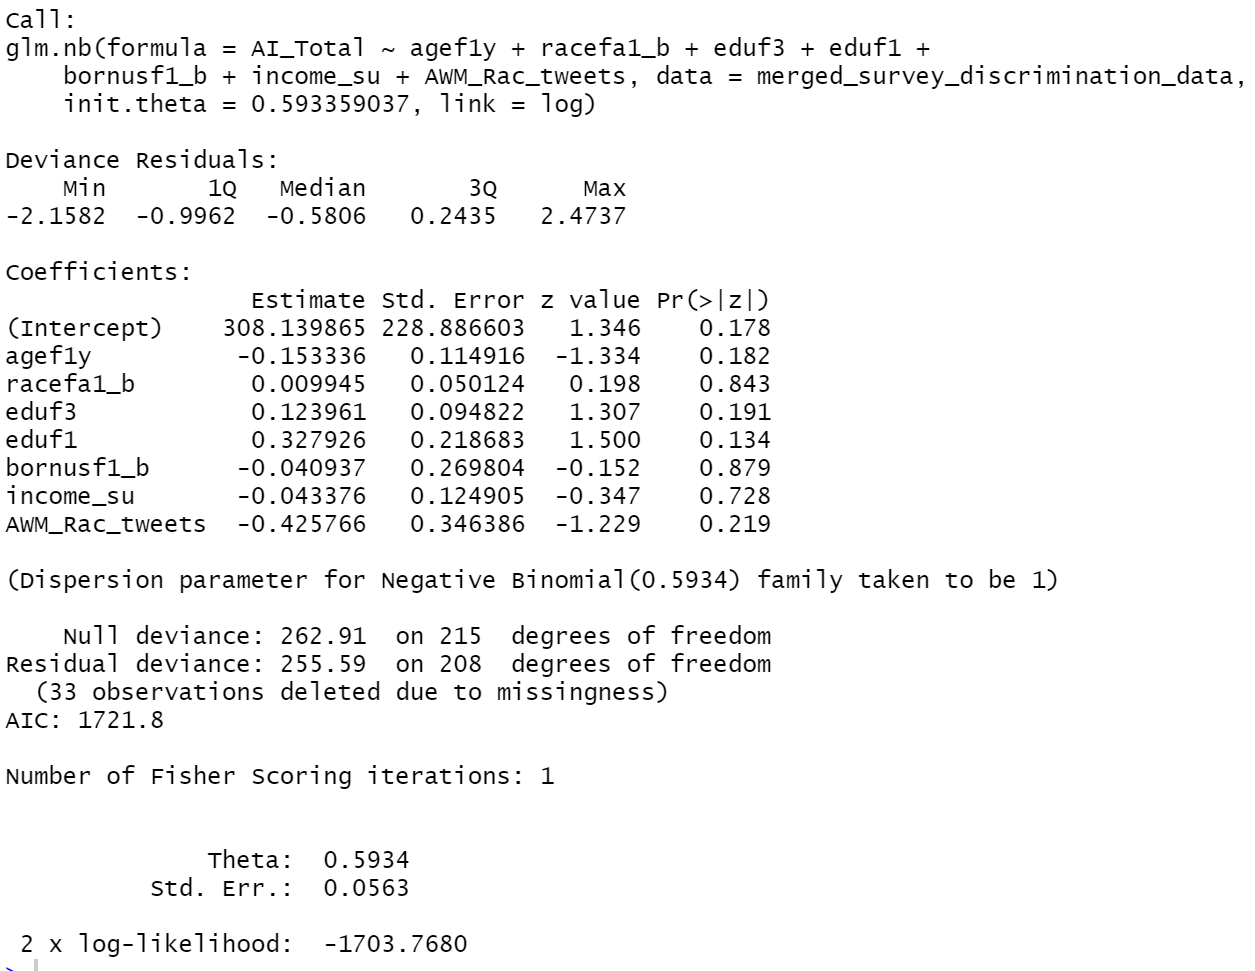 Call:
glm.nb(formula = AI_Total ~ agef1y + racefa1_b + eduf3 + eduf1 +
    bornusf1_b + income_su + AWM_Rac_tweets, data = merged_survey_discrimination_data,
    init.theta = 0.593359037, link = log)

Deviance Residuals:
    Min       1Q   Median       3Q      Max
-2.1582  -0.9962  -0.5806   0.2435   2.4737

Coefficients:
                Estimate Std. Error z value Pr(>|z|)
(Intercept)    308.139865 228.886603   1.346    0.178
agef1y          -0.153336   0.114916  -1.334    0.182
racefa1_b        0.009945   0.050124   0.198    0.843
eduf3            0.123961   0.094822   1.307    0.191
eduf1            0.327926   0.218683   1.500    0.134
bornusf1_b      -0.040937   0.269804  -0.152    0.879
income_su       -0.043376   0.124905  -0.347    0.728
AWM_Rac_tweets  -0.425766   0.346386  -1.229    0.219

(Dispersion parameter for Negative Binomial(0.5934) family taken to be 1)

    Null deviance: 262.91  on 215  degrees of freedom
Residual deviance: 255.59  on 208  degrees of freedom
  (33 observations deleted due to missingness)
AIC: 1721.8

Number of Fisher Scoring iterations: 1


              Theta:  0.5934
          Std. Err.:  0.0563

 2 x log-likelihood:  -1703.7680
>